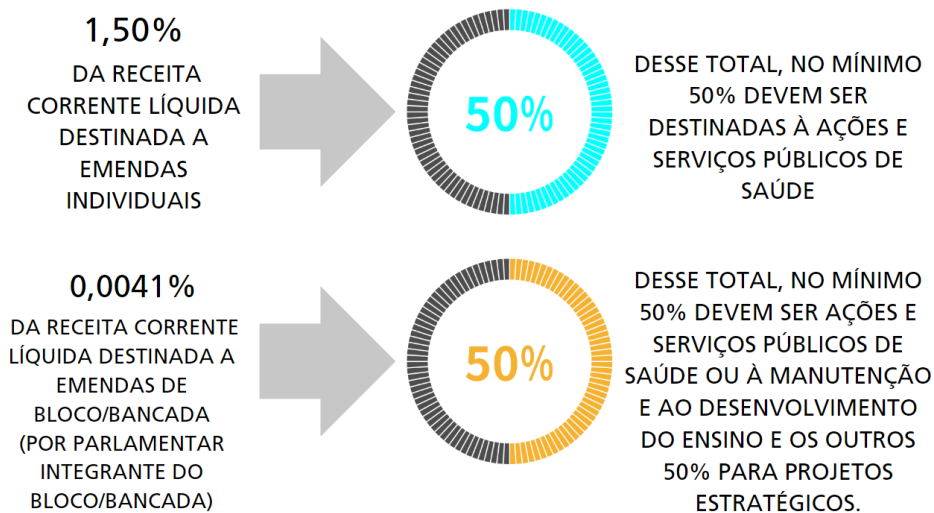 1,50%
DA RECEITA
CORRENTE LÍQUIDA
DESTINADA A
EMENDAS
INDIVIDUAIS
50%
DESSE TOTAL, NO MÍNIMO
50% DEVEM SER
DESTINADAS À AÇÕES E
SERVIÇOS PÚBLICOS DE
SAÚDE
0,0041%
DA RECEITA CORRENTE
LÍQUIDA DESTINADA A
EMENDAS DE
BLOCO/BANCADA
(POR PARLAMENTAR
INTEGRANTE DO
BLOCO/BANCADA)
50%
DESSE TOTAL, NO MÍNIMO
50% DEVEM SER AÇÕES E
SERVIÇOS PÚBLICOS DE
SAÚDE OU À MANUTENÇÃO
E AO DESENVOLVIMENTO
DO ENSINO E OS OUTROS
50% PARA PROJETOS
ESTRATÉGICOS.